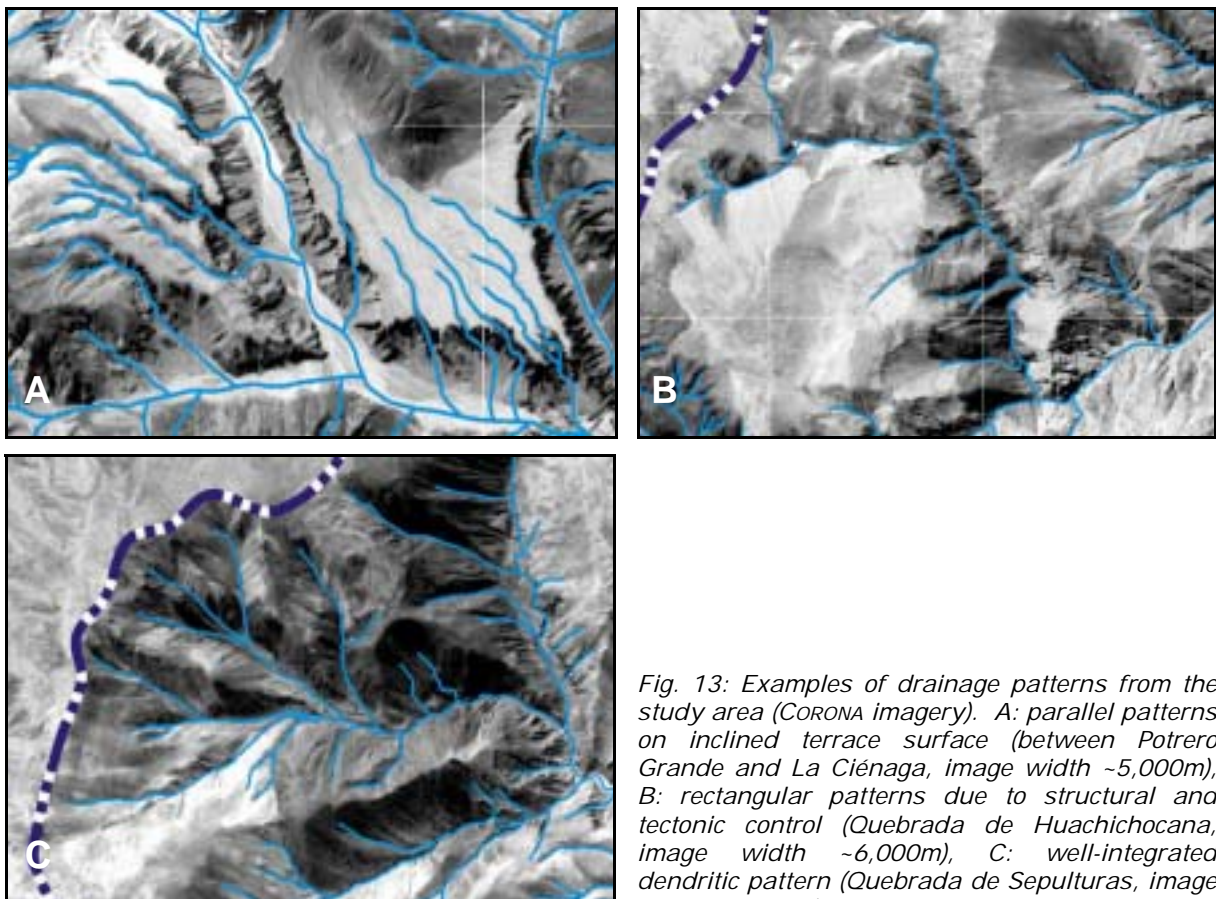 A
B
C
Fig. 13: Examples of drainage patterns from the
study area (CORONA imagery). A: parallel patterns
on inclined terrace surface (between Potrero
Grande and La Ciénaga, image width ~5,000m),
B: rectangular patterns due to structural and
tectonic control (Quebrada de Huachichocana,
image width ~6,000m), C: well-integrated
dendritic pattern (Quebrada de Sepulturas, image